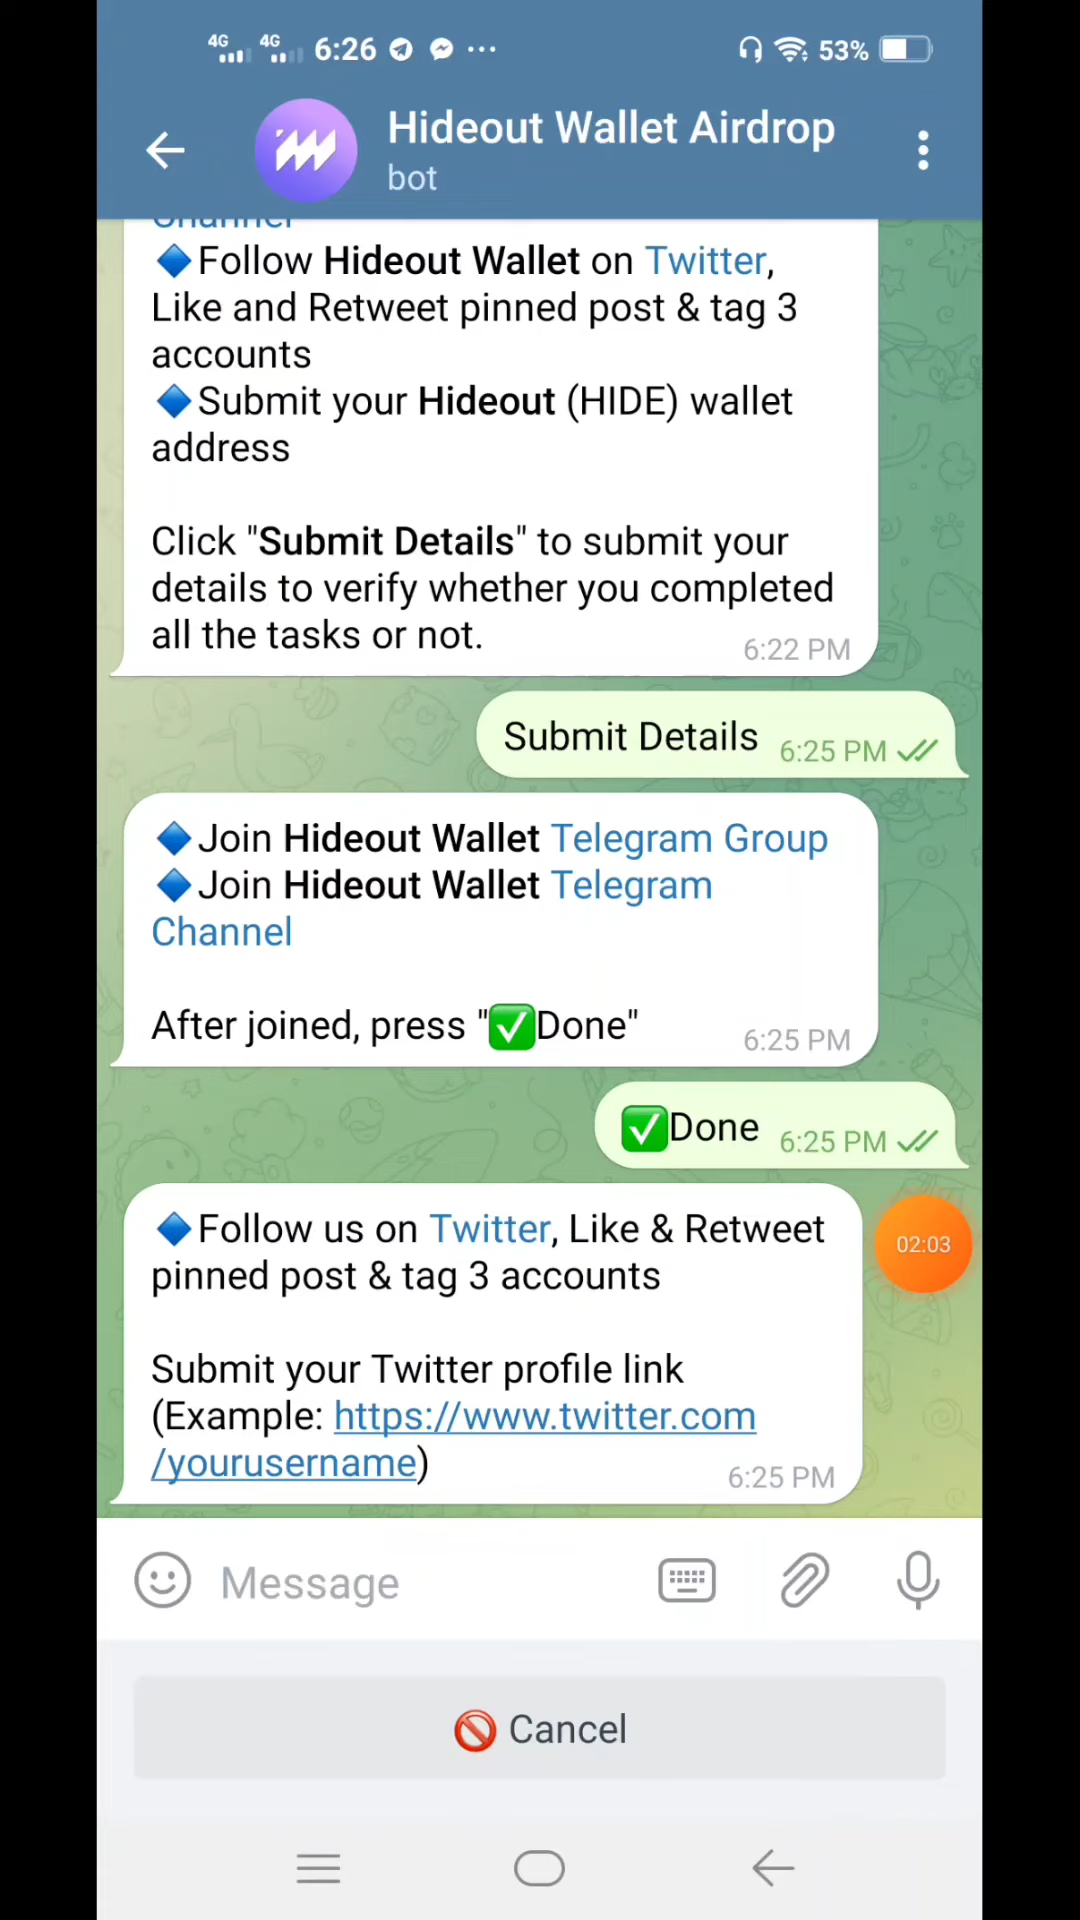 4G 4G 6:26 53%
Hideout Wallet Airdrop
bot
Channel
🔷Follow Hideout Wallet on Twitter,
Like and Retweet pinned post & tag 3
accounts
🔷Submit your Hideout (HIDE) wallet
address
Click "Submit Details" to submit your
details to verify whether you completed
all the tasks or not.
6:22 PM
Submit Details 6:25 PM
🔷Join Hideout Wallet Telegram Group
🔷Join Hideout Wallet Telegram
Channel
After joined, press "✅Done"
6:25 PM
✅Done 6:25 PM
🔷Follow us on Twitter, Like & Retweet
pinned post & tag 3 accounts
02:03
Submit your Twitter profile link
(Example: https://www.twitter.com
/yourusername)
6:25 PM
Message
🚫 Cancel